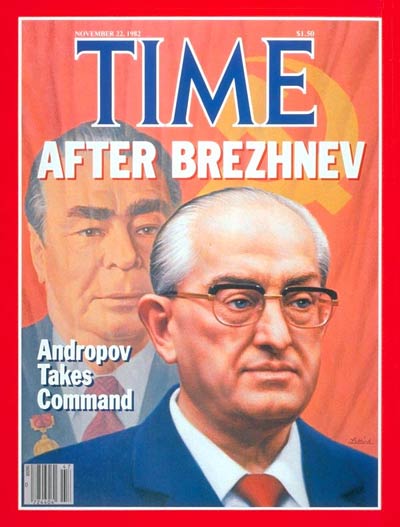 NOVEMBER 22, 1982 $1.50
TIME
AFTER BREZHNEV
Andropov
Takes
Command